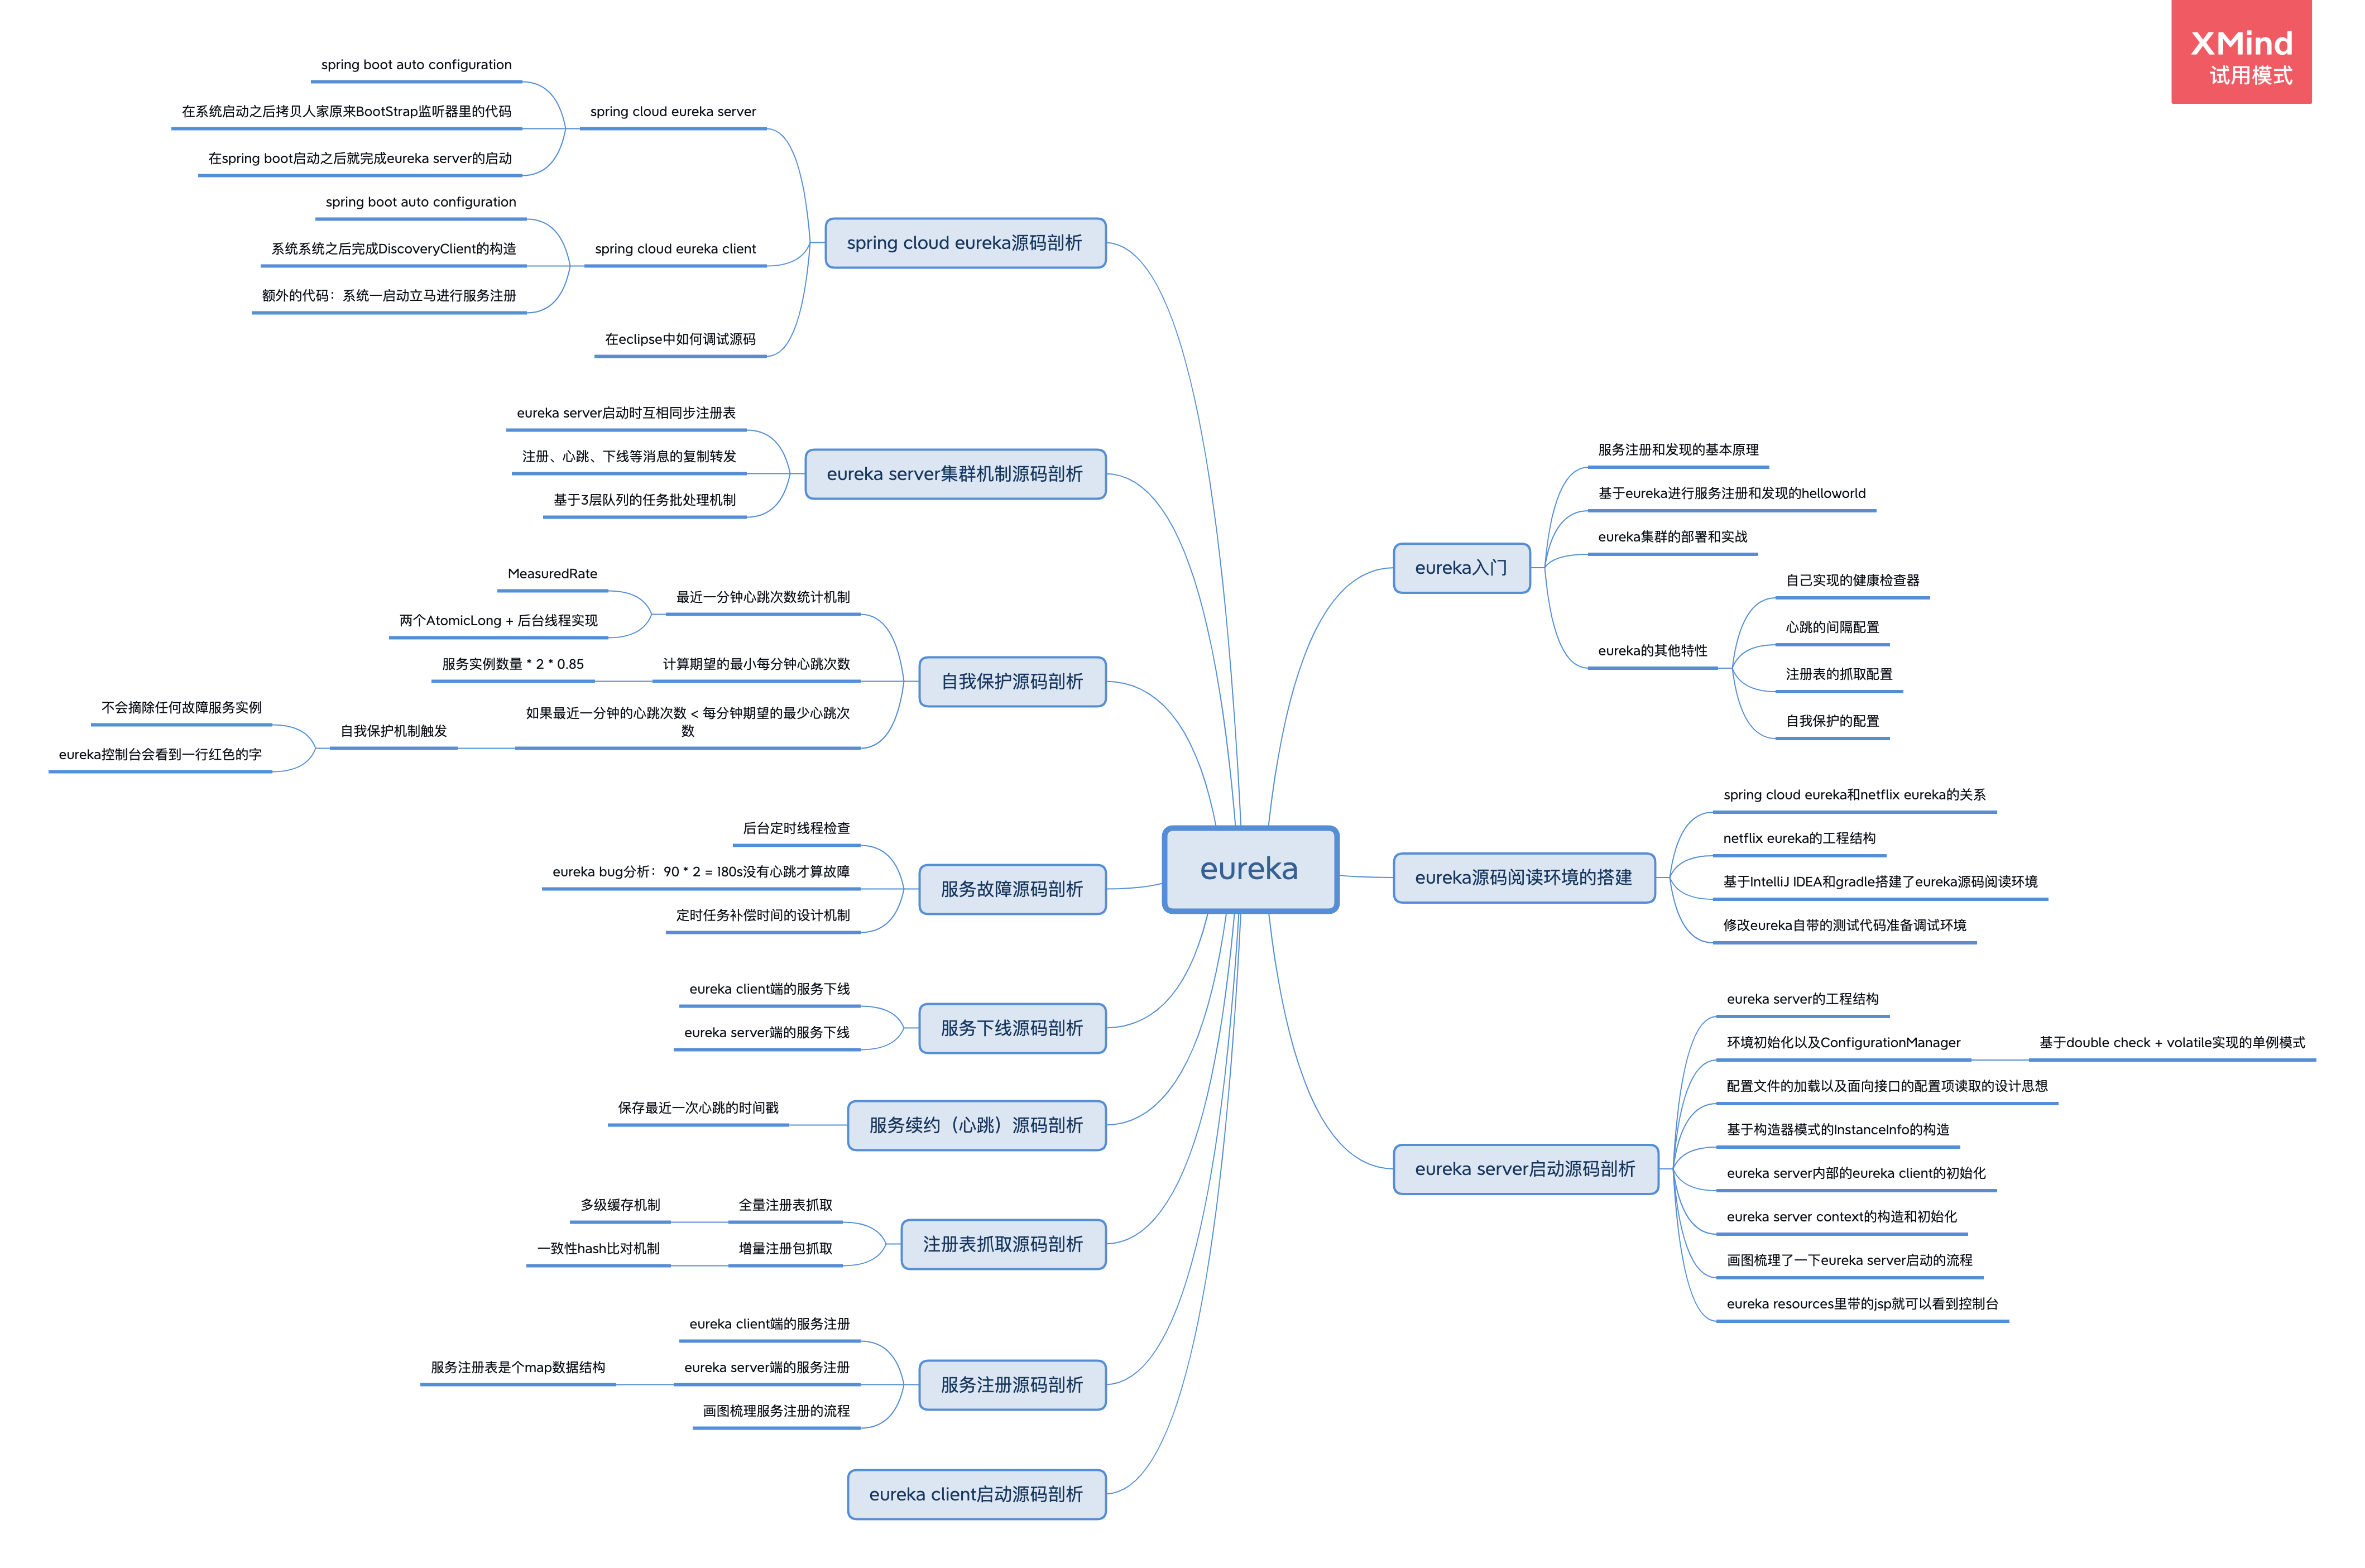 XMind
试用模式
eureka
eureka入门
服务注册和发现的基本原理
基于eureka进行服务注册和发现的helloworld
eureka集群的部署和实战
eureka的其他特性
自己实现的健康检查器
心跳的间隔配置
注册表的抓取配置
自我保护的配置
eureka源码阅读环境的搭建
spring cloud eureka和netflix eureka的关系
netflix eureka的工程结构
基于IntelliJ IDEA和gradle搭建了eureka源码阅读环境
修改eureka自带的测试代码准备调试环境
eureka server启动源码剖析
eureka server的工程结构
环境初始化以及ConfigurationManager
基于double check + volatile实现的单例模式
配置文件的加载以及面向接口的配置项读取的设计思想
基于构造器模式的InstanceInfo的构造
eureka server内部的eureka client的初始化
eureka server context的构造和初始化
画图梳理了一下eureka server启动的流程
eureka resources里带的jsp就可以看到控制台
eureka client启动源码剖析
服务注册源码剖析
eureka client端的服务注册
eureka server端的服务注册
服务注册表是个map数据结构
画图梳理服务注册的流程
注册表抓取源码剖析
全量注册表抓取
多级缓存机制
增量注册包抓取
一致性hash比对机制
服务续约（心跳）源码剖析
保存最近一次心跳的时间戳
服务下线源码剖析
eureka client端的服务下线
eureka server端的服务下线
服务故障源码剖析
后台定时线程检查
eureka bug分析：90 * 2 = 180s没有心跳才算故障
定时任务补偿时间的设计机制
自我保护源码剖析
最近一分钟心跳次数统计机制
MeasuredRate
两个AtomicLong + 后台线程实现
计算期望的最小每分钟心跳次数
服务实例数量 * 2 * 0.85
如果最近一分钟的心跳次数 < 每分钟期望的最少心跳次
数
自我保护机制触发
不会摘除任何故障服务实例
eureka控制台会看到一行红色的字
eureka server集群机制源码剖析
eureka server启动时互相同步注册表
注册、心跳、下线等消息的复制转发
基于3层队列的任务批处理机制
spring cloud eureka源码剖析
spring cloud eureka server
spring boot auto configuration
在系统启动之后拷贝人家原来BootStrap监听器里的代码
在spring boot启动之后就完成eureka server的启动
spring cloud eureka client
spring boot auto configuration
系统系统之后完成DiscoveryClient的构造
额外的代码：系统一启动立马进行服务注册
在eclipse中如何调试源码